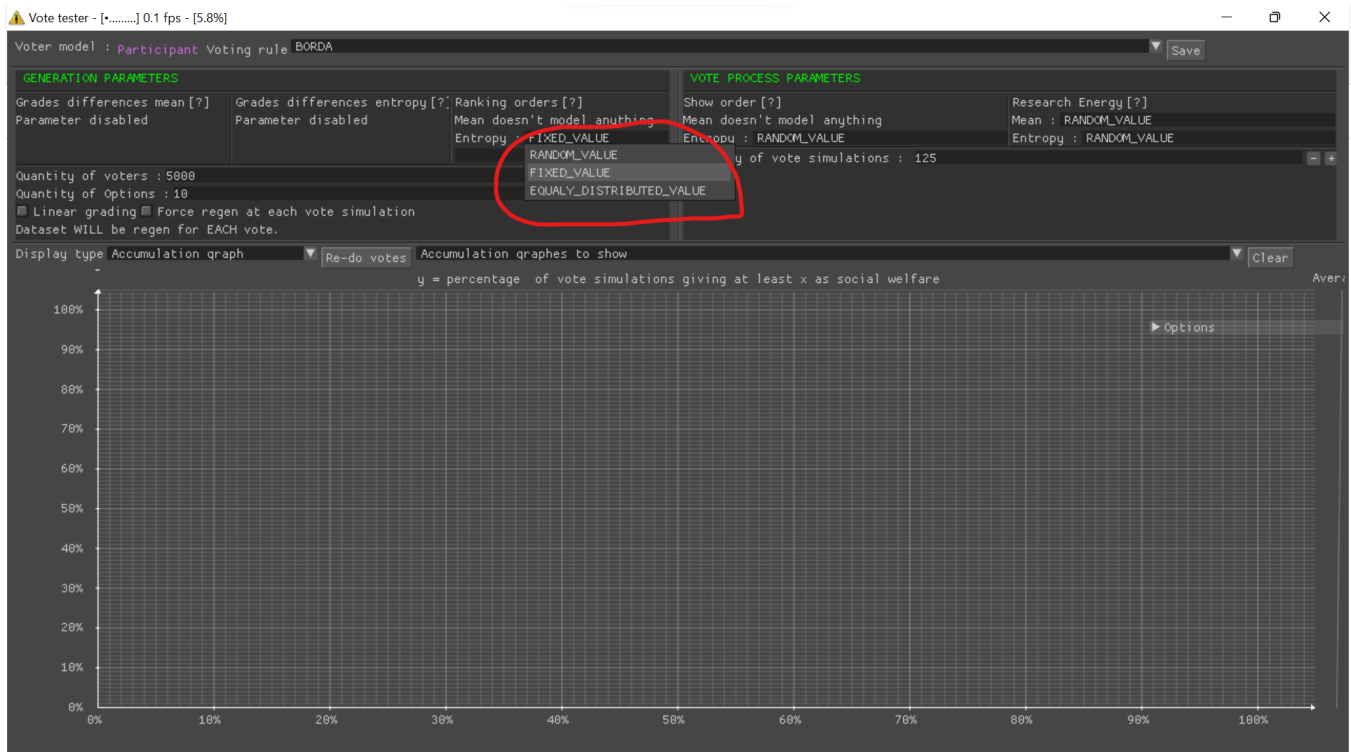 Vote tester - [•.........] 0.1 fps - [5.8%]
Voter model : Participant Voting rule BORDA Save
GENERATION PARAMETERS VOTE PROCESS PARAMETERS
Grades differences mean [?] Grades differences entropy [?] Ranking orders [?] Show order [?] Research Energy [?]
Parameter disabled Parameter disabled Mean doesn't model anything Mean doesn't model anything Mean : RANDOM_VALUE
Entropy : FIXED_VALUE Entropy : RANDOM_VALUE Entropy : RANDOM_VALUE
RANDOM_VALUE y of vote simulations : 125 - +
FIXED_VALUE
Quantity of voters : 5000
EQUALY_DISTRIBUTED_VALUE
Quantity of Options : 10
Linear grading Force regen at each vote simulation
Dataset WILL be regen for EACH vote.
Display type Accumulation graph Re-do votes Accumulation graphes to show Clear
y = percentage of vote simulations giving at least x as social welfare Avera
100%
Options
90%
80%
70%
60%
50%
40%
30%
20%
10%
0%
0% 10% 20% 30% 40% 50% 60% 70% 80% 90% 100%